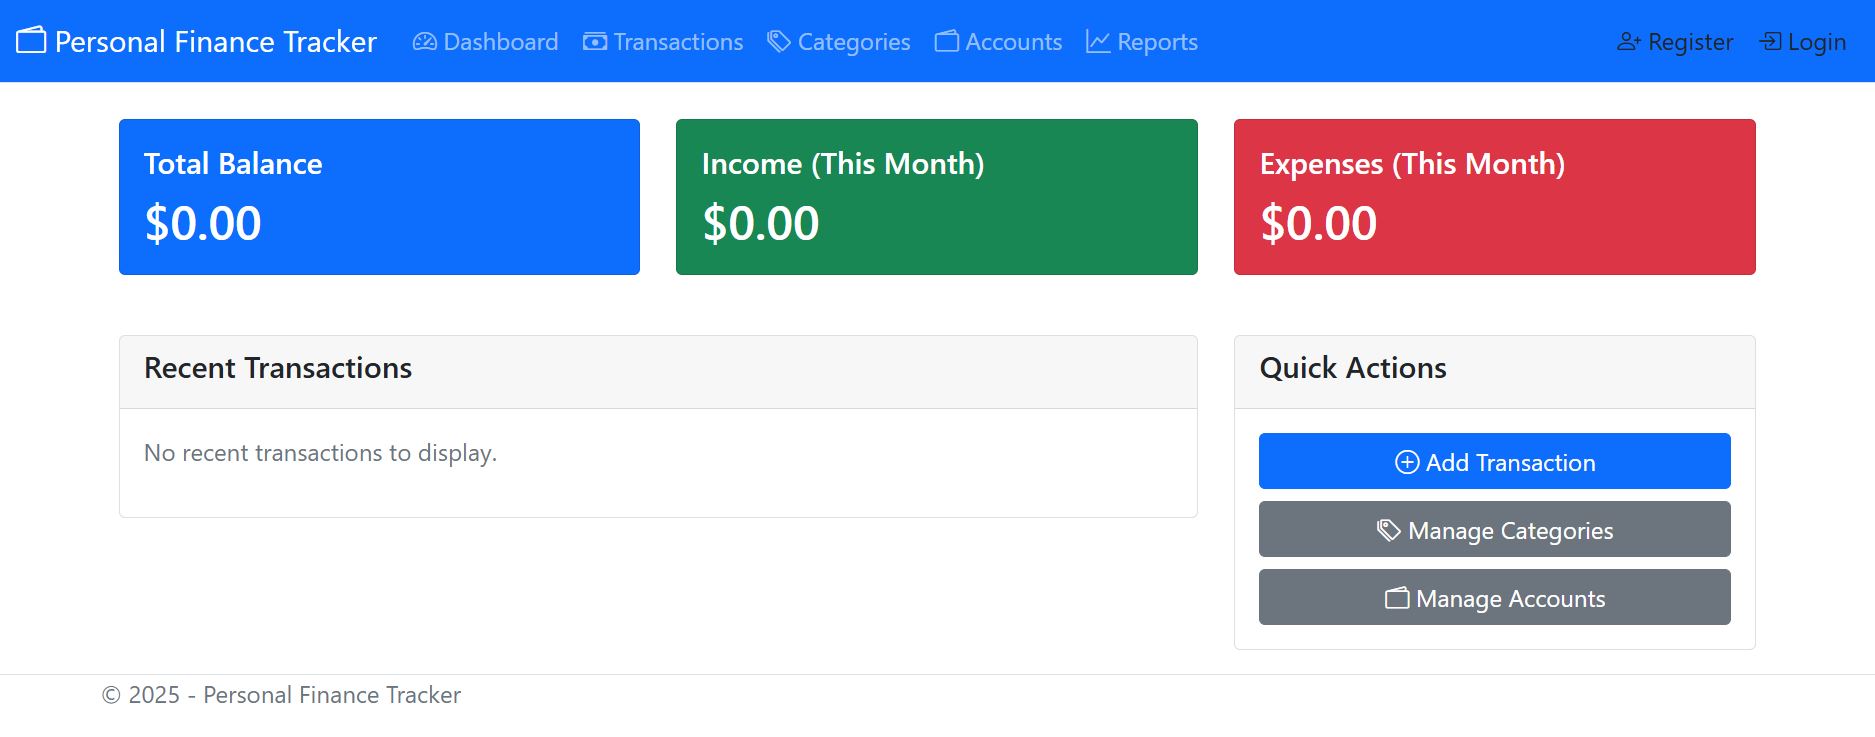 Personal Finance Tracker Dashboard Transactions Categories Accounts Reports Register Login
Total Balance
$0.00
Income (This Month)
$0.00
Expenses (This Month)
$0.00
Recent Transactions
No recent transactions to display.
Quick Actions
Add Transaction
Manage Categories
Manage Accounts
© 2025 - Personal Finance Tracker